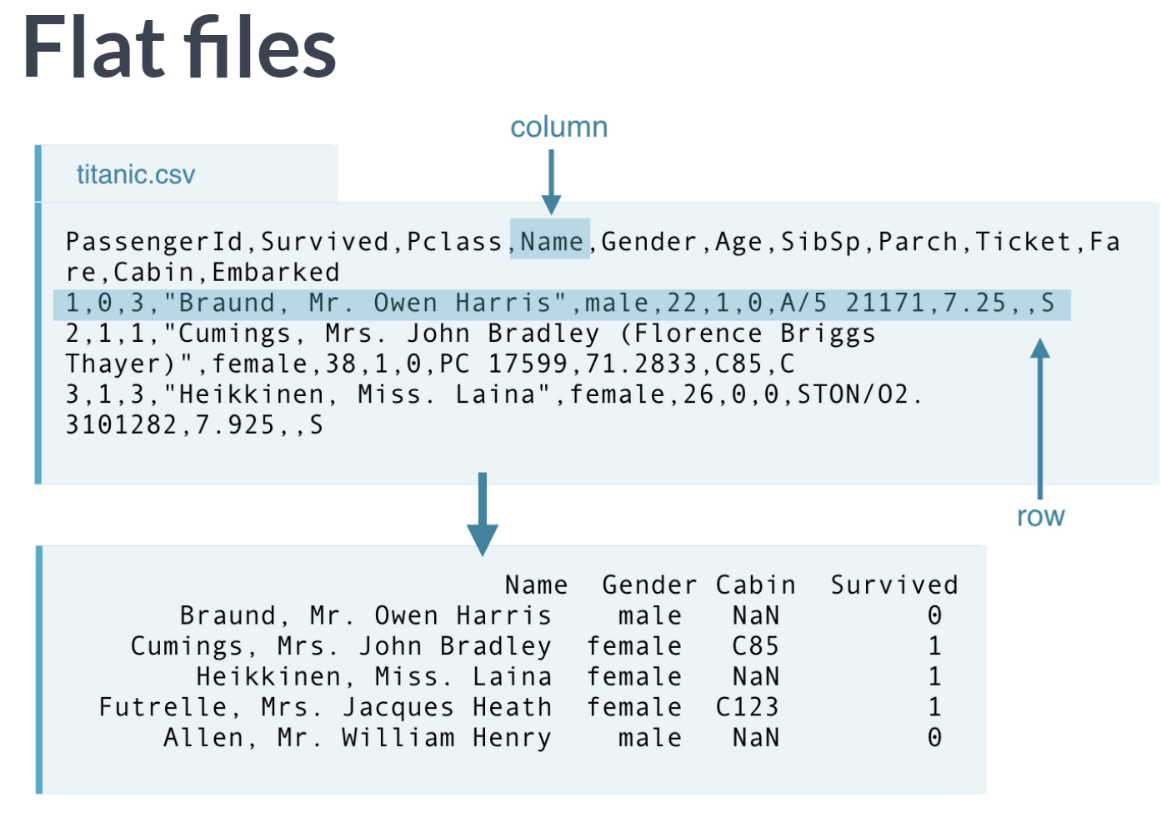 Flat files
column
titanic.csv
PassengerId,Survived,Pclass,Name,Gender,Age,SibSp,Parch,Ticket,Fa
re,Cabin,Embarked
1,0,3,"Braund, Mr. Owen Harris",male,22,1,0,A/5 21171,7.25,,S
2,1,1,"Cumings, Mrs. John Bradley (Florence Briggs
Thayer)",female,38,1,0,PC 17599,71.2833,C85,C
3,1,3,"Heikkinen, Miss. Laina",female,26,0,0,STON/O2.
3101282,7.925,,S
row
Name Gender Cabin Survived
Braund, Mr. Owen Harris male NaN 0
Cumings, Mrs. John Bradley female C85 1
Heikkinen, Miss. Laina female NaN 1
Futrelle, Mrs. Jacques Heath female C123 1
Allen, Mr. William Henry male NaN 0